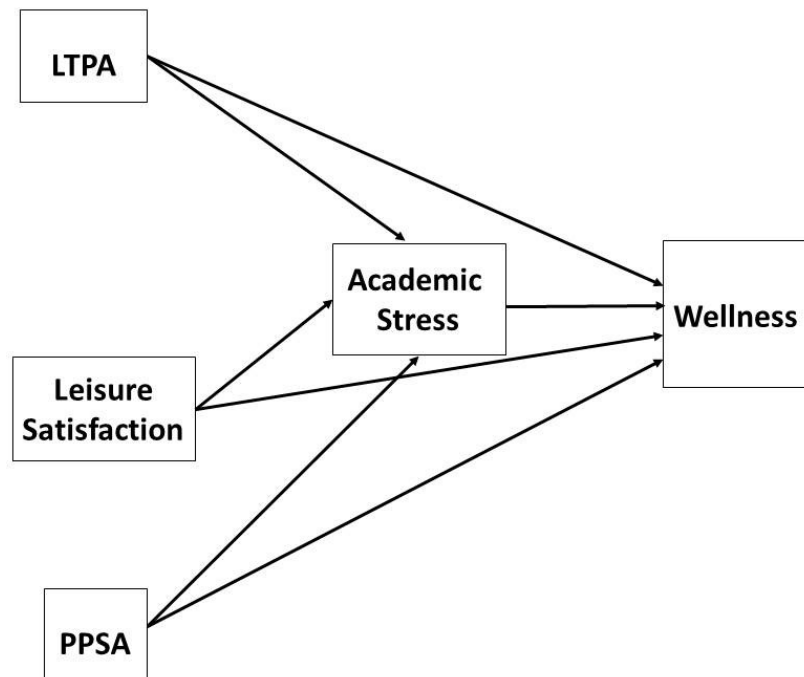 LTPA
Academic
Stress
Wellness
Leisure
Satisfaction
PPSA